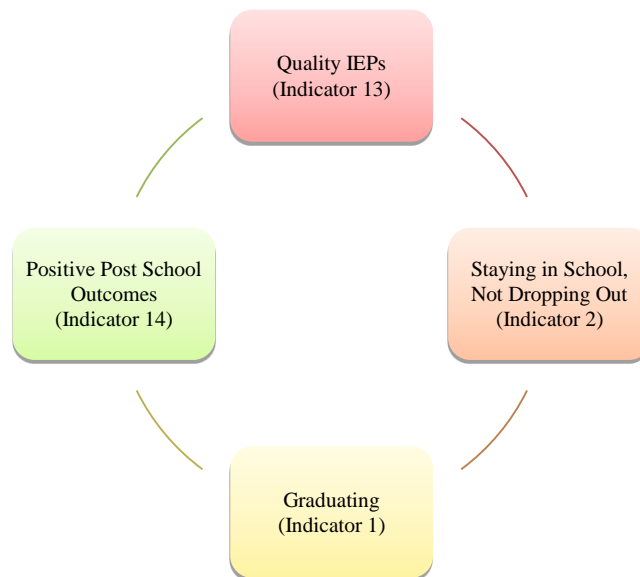 Quality IEPs
(Indicator 13)
Staying in School,
Not Dropping Out
(Indicator 2)
Graduating
(Indicator 1)
Positive Post School
Outcomes
(Indicator 14)